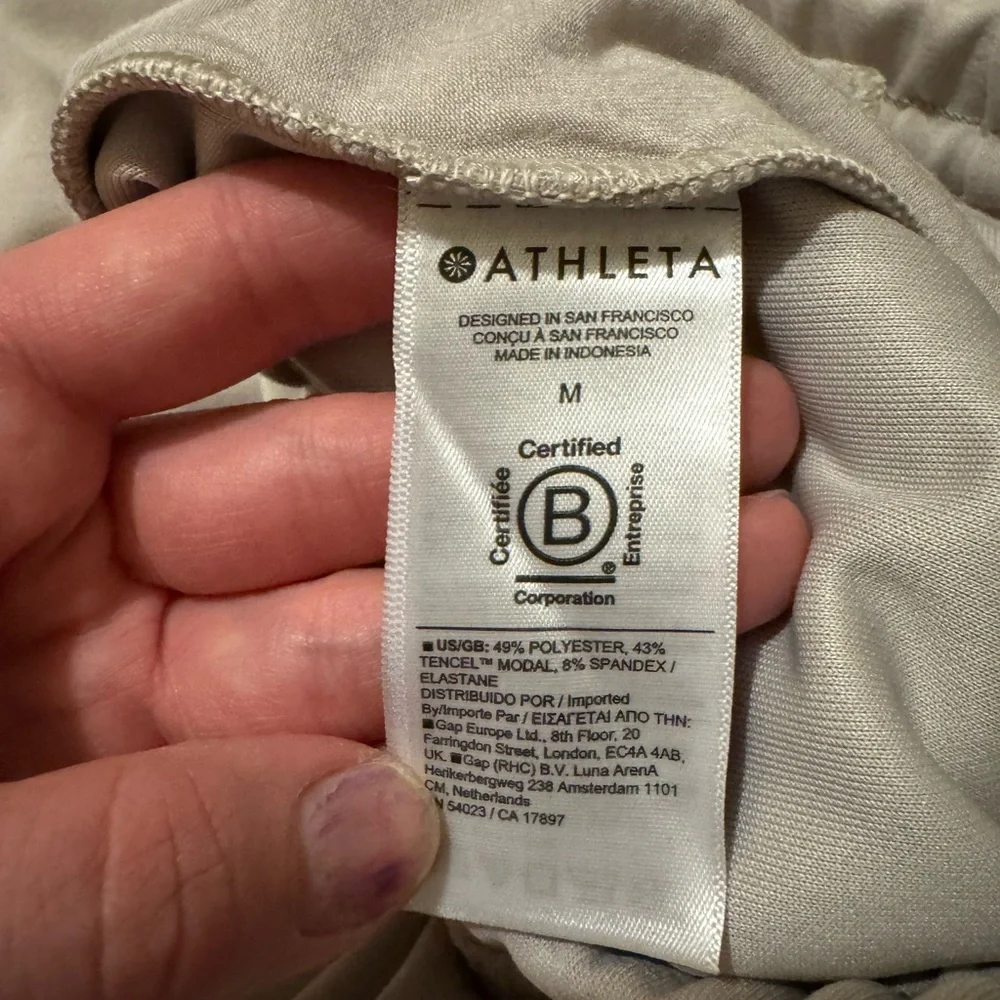 ATHLETA
DESIGNED IN SAN FRANCISCO
CONÇU À SAN FRANCISCO
MADE IN INDONESIA
M
Certified
Certifiée
B
Entreprise
®
Corporation
US/GB: 49% POLYESTER, 43%
TENCEL™ MODAL, 8% SPANDEX /
ELASTANE
DISTRIBUIDO POR / Imported
By/Importe Par / ΕΙΣΑΓΕΤΑΙ ΑΠΟ ΤΗΝ:
Gap Europe Ltd., 8th Floor, 20
Farringdon Street, London, EC4A 4AB,
UK. Gap (RHC) B.V. Luna ArenA
Herikerbergweg 238 Amsterdam 1101
CM, Netherlands
54023 / CA 17897